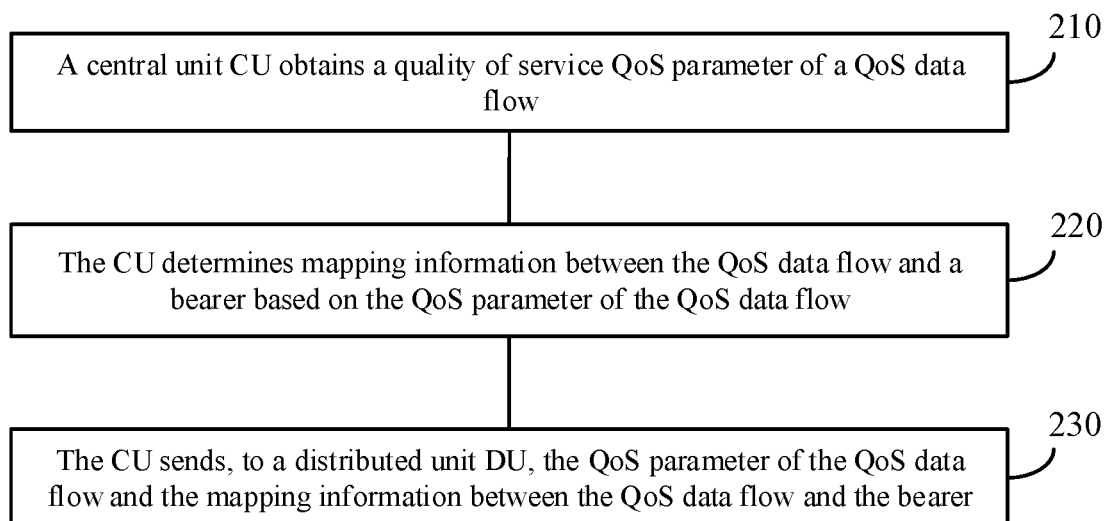 210
A central unit CU obtains a quality of service QoS parameter of a QoS data
flow
220
The CU determines mapping information between the QoS data flow and a
bearer based on the QoS parameter of the QoS data flow
230
The CU sends, to a distributed unit DU, the QoS parameter of the QoS data
flow and the mapping information between the QoS data flow and the bearer